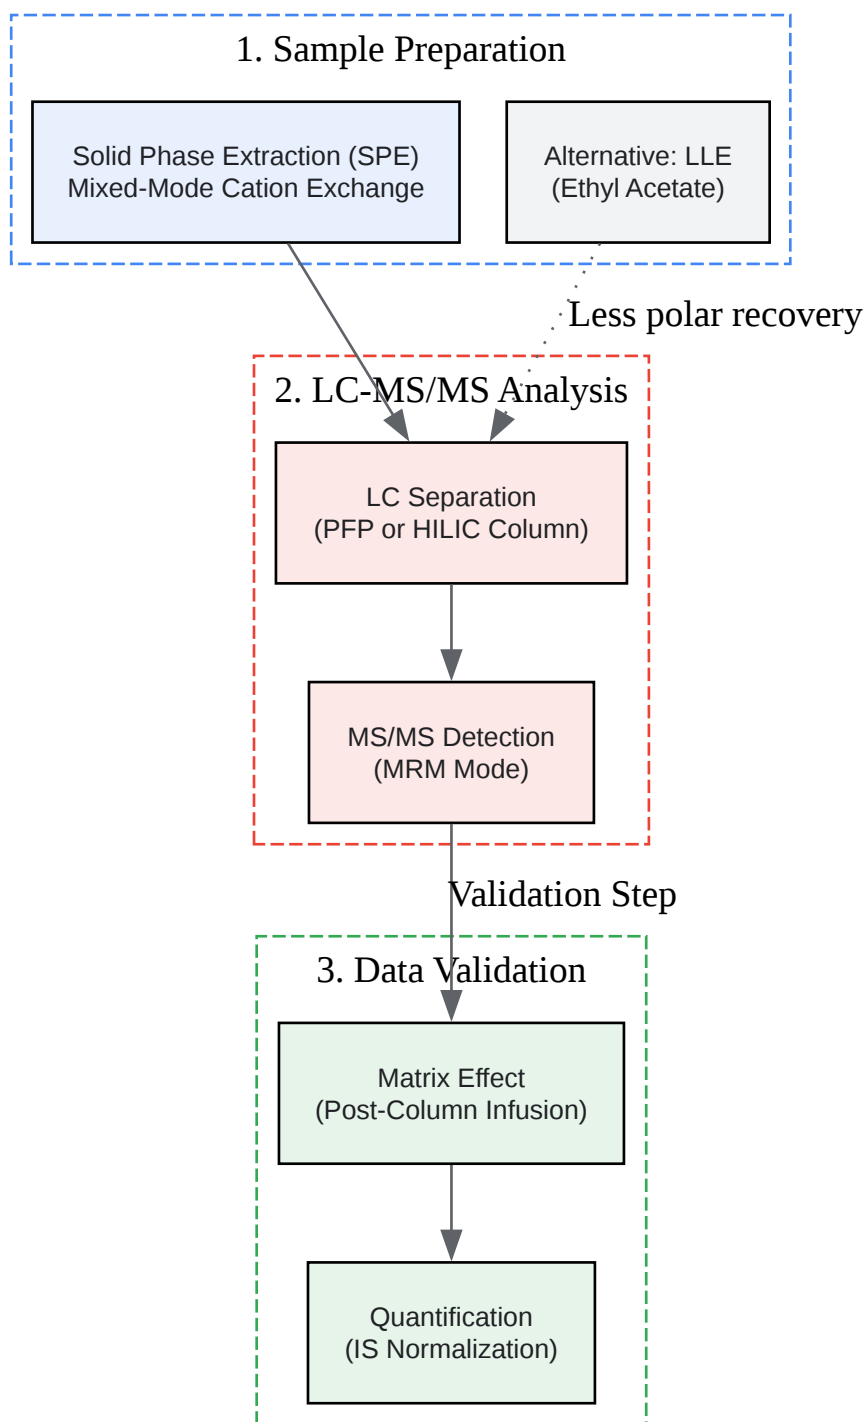 1. Sample Preparation
Solid Phase Extraction (SPE)
Mixed-Mode Cation Exchange
Alternative: LLE
(Ethyl Acetate)
Less polar recovery
2. LC-MS/MS Analysis
LC Separation
(PFP or HILIC Column)
MS/MS Detection
(MRM Mode)
Validation Step
3. Data Validation
Matrix Effect
(Post-Column Infusion)
Quantification
(IS Normalization)